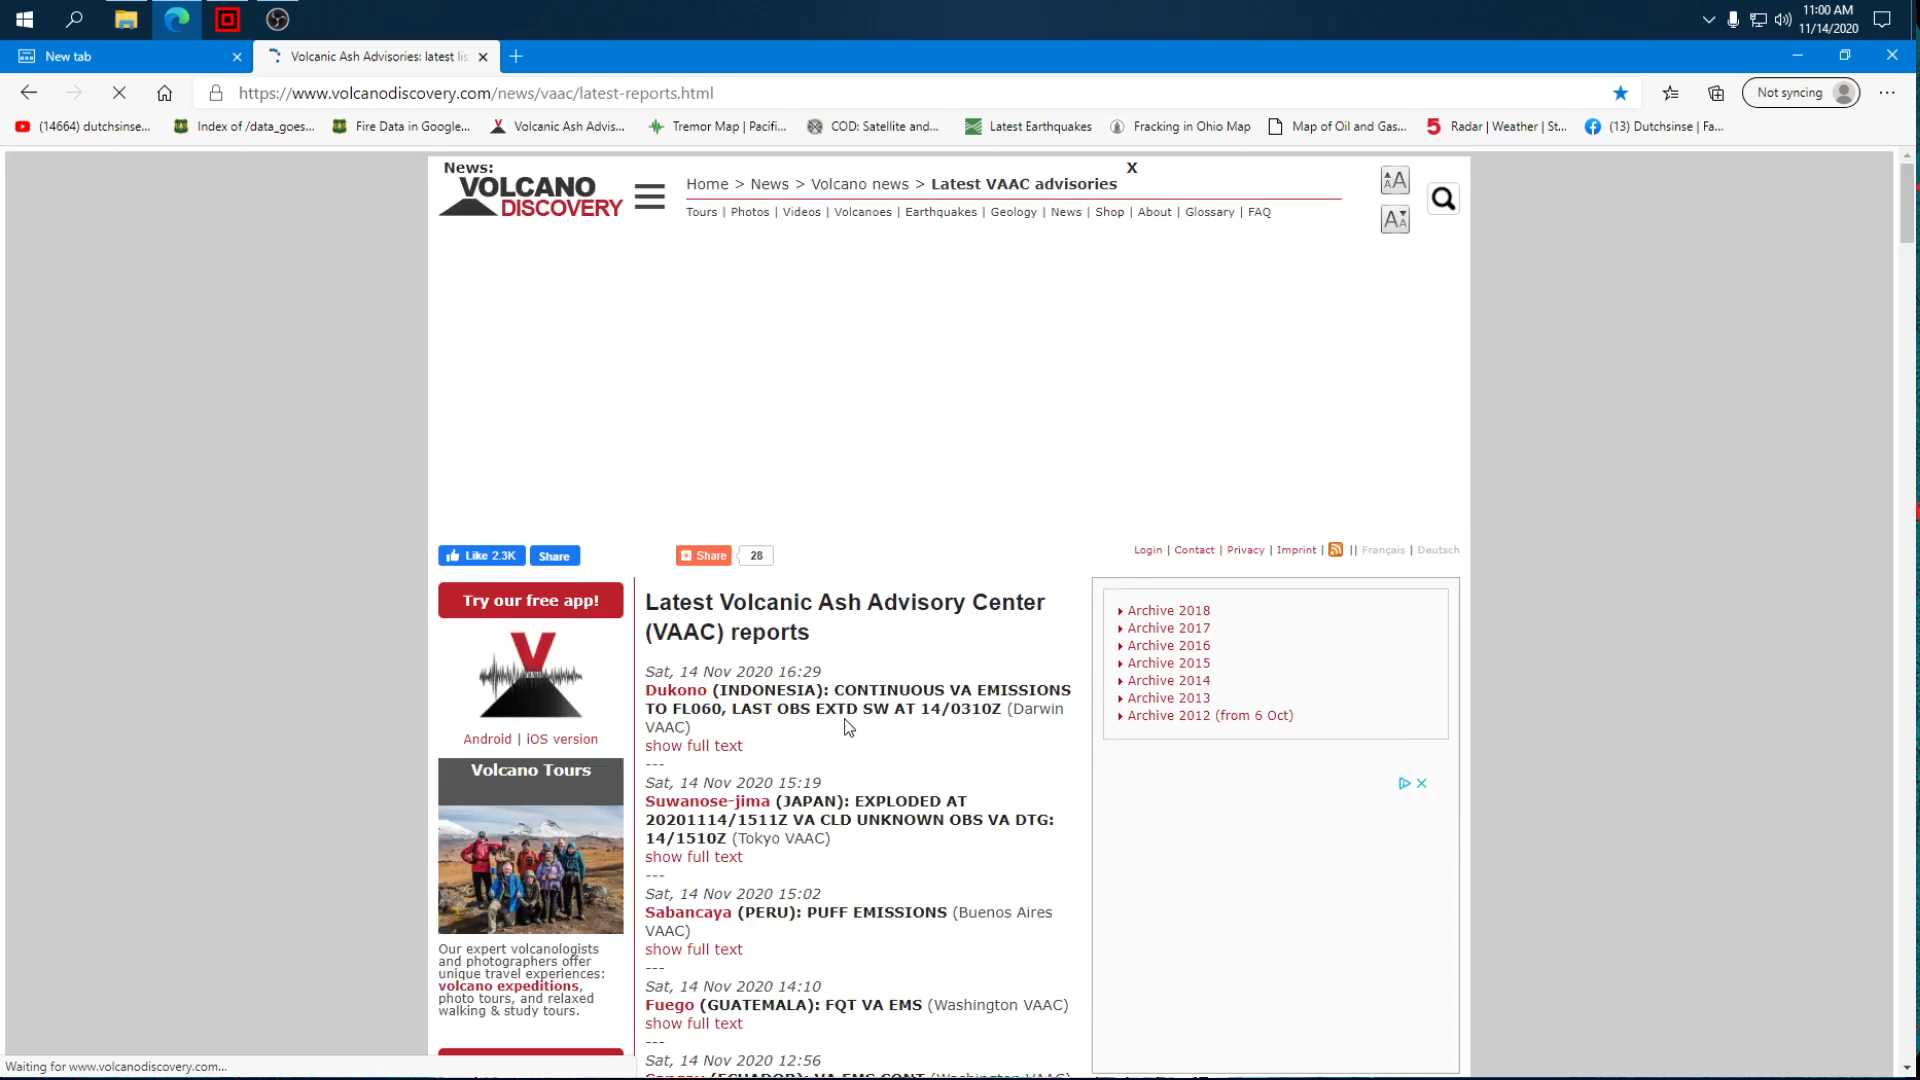 11:00 AM
11/14/2020
New tab
Volcanic Ash Advisories: latest lis
https://www.volcanodiscovery.com/news/vaac/latest-reports.html
Not syncing
(14664) dutchsinse...
Index of /data_goes...
Fire Data in Google...
Volcanic Ash Advis...
Tremor Map | Pacifi...
COD: Satellite and...
Latest Earthquakes
Fracking in Ohio Map
Map of Oil and Gas...
Radar | Weather | St...
(13) Dutchsinse | Fa...
News:
VOLCANO
DISCOVERY
X
Home > News > Volcano news > Latest VAAC advisories
Tours | Photos | Videos | Volcanoes | Earthquakes | Geology | News | Shop | About | Glossary | FAQ
AA
AA
Like 2.3K
Share
Share
28
Login | Contact | Privacy | Imprint | || Français | Deutsch
Try our free app!
Android | iOS version
Volcano Tours
Our expert volcanologists
and photographers offer
unique travel experiences:
volcano expeditions,
photo tours, and relaxed
walking & study tours.
Latest Volcanic Ash Advisory Center
(VAAC) reports
Sat, 14 Nov 2020 16:29
Dukono (INDONESIA): CONTINUOUS VA EMISSIONS
TO FL060, LAST OBS EXTD SW AT 14/0310Z (Darwin
VAAC)
show full text
---
Sat, 14 Nov 2020 15:19
Suwanose-jima (JAPAN): EXPLODED AT
20201114/1511Z VA CLD UNKNOWN OBS VA DTG:
14/1510Z (Tokyo VAAC)
show full text
---
Sat, 14 Nov 2020 15:02
Sabancaya (PERU): PUFF EMISSIONS (Buenos Aires
VAAC)
show full text
---
Sat, 14 Nov 2020 14:10
Fuego (GUATEMALA): FQT VA EMS (Washington VAAC)
show full text
---
Sat, 14 Nov 2020 12:56
Archive 2018
Archive 2017
Archive 2016
Archive 2015
Archive 2014
Archive 2013
Archive 2012 (from 6 Oct)
Waiting for www.volcanodiscovery.com...